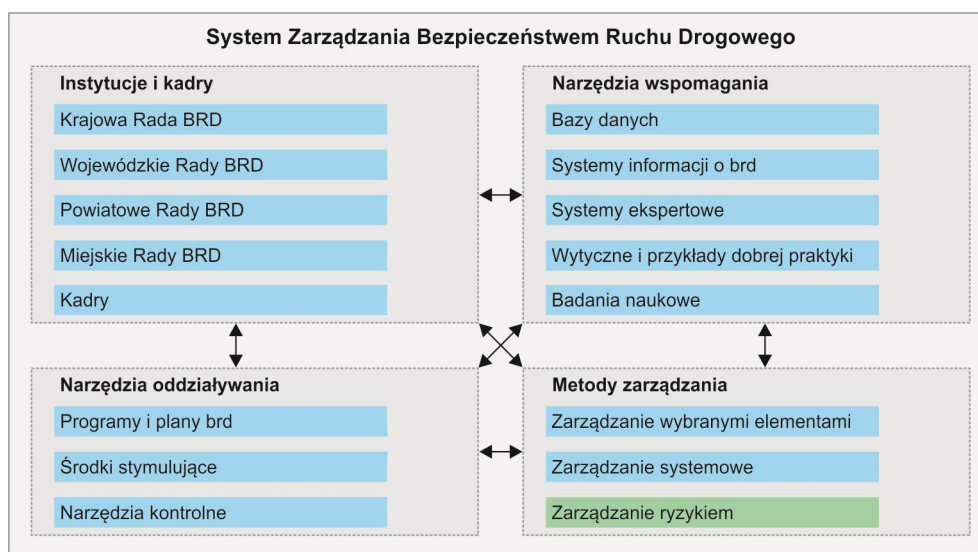 System Zarządzania Bezpieczeństwem Ruchu Drogowego
Instytucje i kadry
Krajowa Rada BRD
Wojewódzkie Rady BRD
Powiatowe Rady BRD
Miejskie Rady BRD
Kadry
Narzędzia wspomagania
Bazy danych
Systemy informacji o brd
Systemy ekspertowe
Wytyczne i przykłady dobrej praktyki
Badania naukowe
Narzędzia oddziaływania
Programy i plany brd
Środki stymulujące
Narzędzia kontrolne
Metody zarządzania
Zarządzanie wybranymi elementami
Zarządzanie systemowe
Zarządzanie ryzykiem